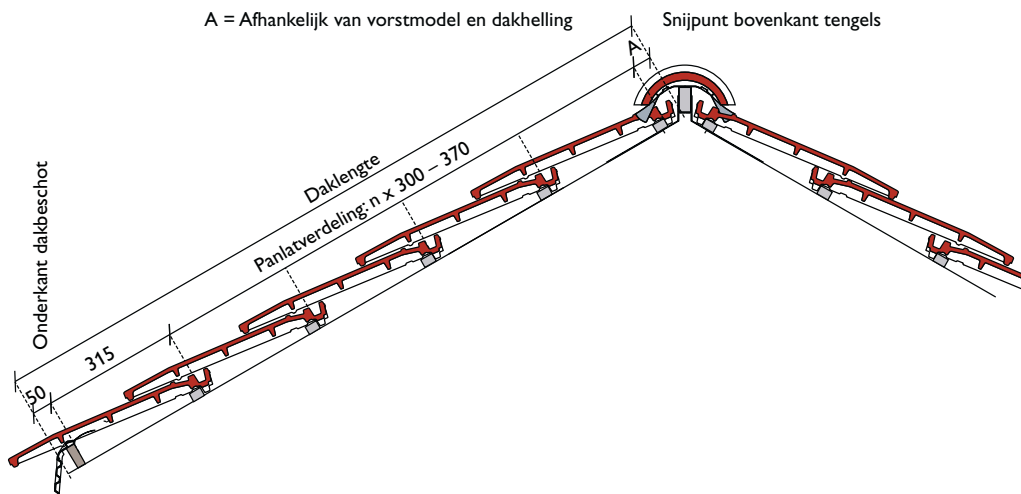 A = Afhankelijk van vorstmodel en dakhelling
Snijpunt bovenkant tengels
A
Daklengte
Panlatverdeling: n x 300 – 370
Onderkant dakbeschot
315
50